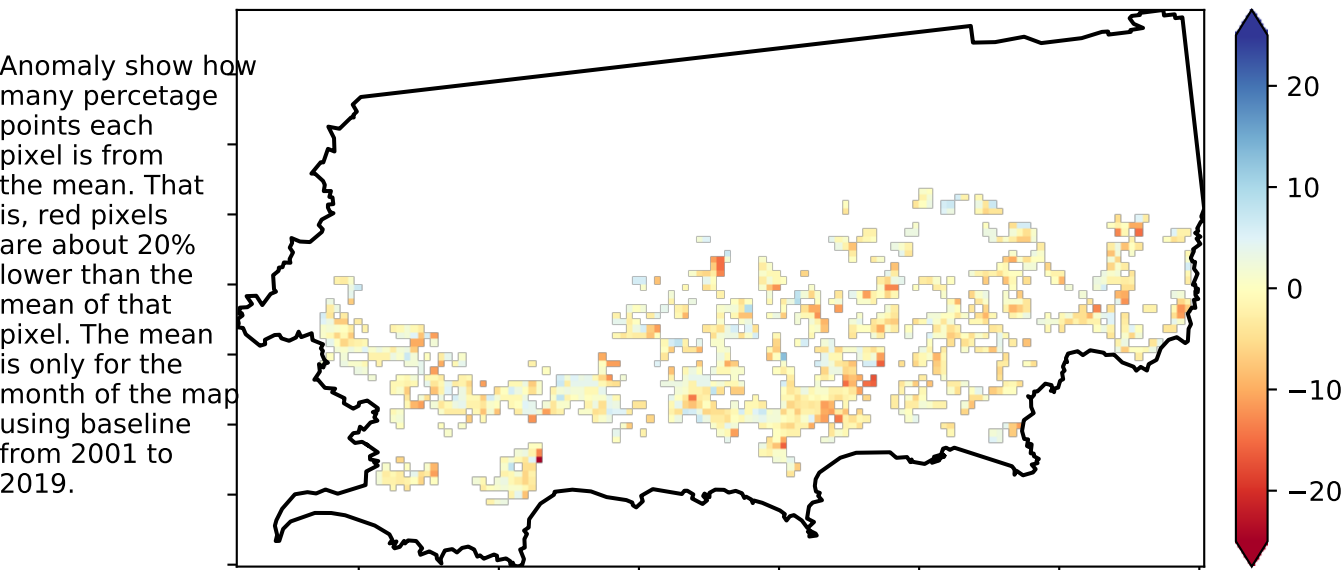 Anomaly show how
many percetage
points each
pixel is from
the mean. That
is, red pixels
are about 20%
lower than the
mean of that
pixel. The mean
is only for the
month of the map
using baseline
from 2001 to
2019.
20
10
0
−10
−20